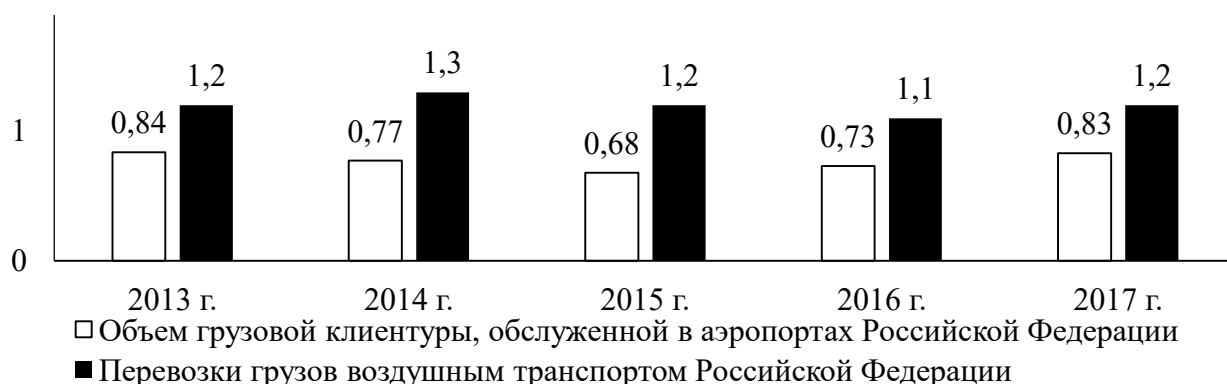 1,2
1,3
1,2
1,1
1,2
0,84
0,77
0,68
0,73
0,83
1
0
2013 г.
2014 г.
2015 г.
2016 г.
2017 г.
Объем грузовой клиентуры, обслуженной в аэропортах Российской Федерации
Перевозки грузов воздушным транспортом Российской Федерации